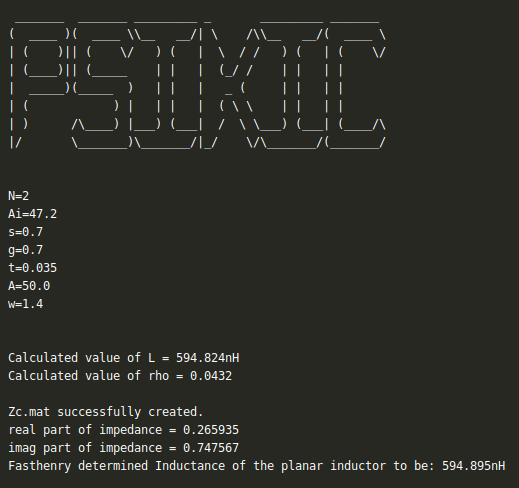 PSIKIC
N=2
Ai=47.2
s=0.7
g=0.7
t=0.035
A=50.0
w=1.4
Calculated value of L = 594.824nH
Calculated value of rho = 0.0432
Zc.mat successfully created.
real part of impedance = 0.265935
imag part of impedance = 0.747567
Fasthenry determined Inductance of the planar inductor to be: 594.895nH